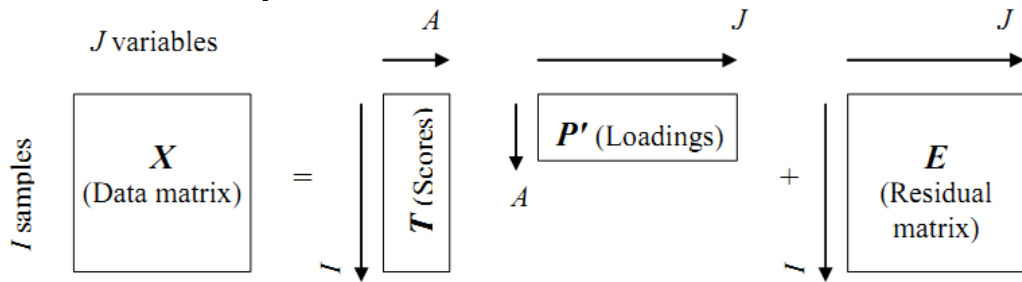 A
J
J
J variables
I samples
X
(Data matrix)
=
I
T (Scores)
A
P′ (Loadings)
+
I
E
(Residual
matrix)